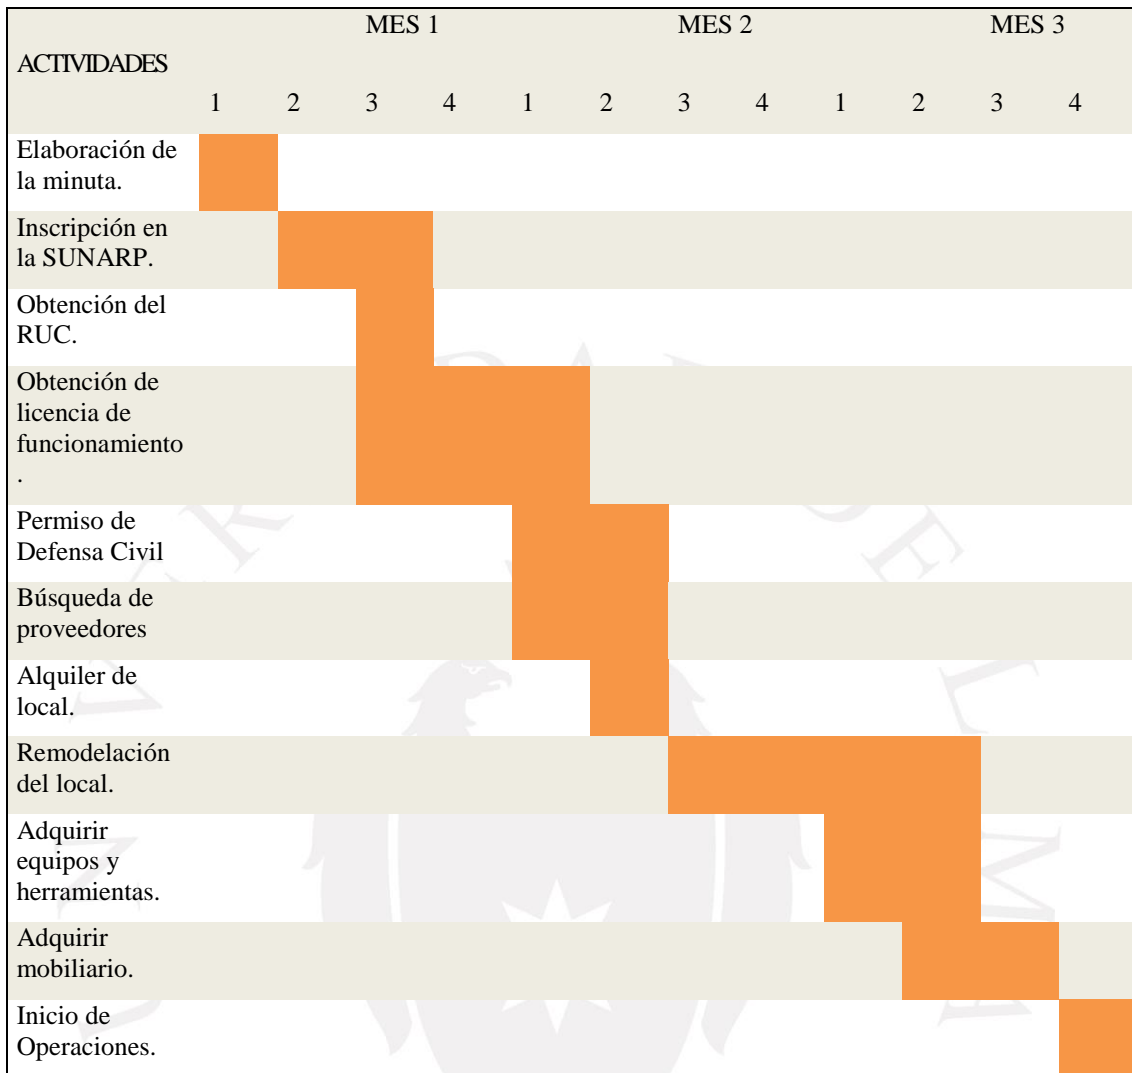 MES 1 MES 2 MES 3
ACTIVIDADES
1 2 3 4 1 2 3 4 1 2 3 4
Elaboración de
la minuta.
Inscripción en
la SUNARP.
Obtención del
RUC.
Obtención de
licencia de
funcionamiento
.
Permiso de
Defensa Civil
Búsqueda de
proveedores
Alquiler de
local.
Remodelación
del local.
Adquirir
equipos y
herramientas.
Adquirir
mobiliario.
Inicio de
Operaciones.